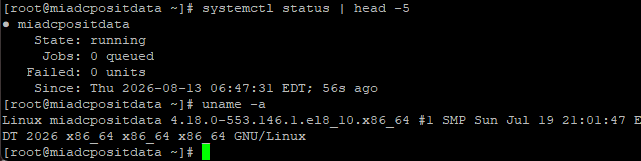 [root@miadcpositdata ~]# systemctl status | head -5
● miadcpositdata
    State: running
     Jobs: 0 queued
   Failed: 0 units
    Since: Thu 2026-08-13 06:47:31 EDT; 56s ago
[root@miadcpositdata ~]# uname -a
Linux miadcpositdata 4.18.0-553.146.1.el8_10.x86_64 #1 SMP Sun Jul 19 21:01:47 E
DT 2026 x86_64 x86_64 x86_64 GNU/Linux
[root@miadcpositdata ~]#